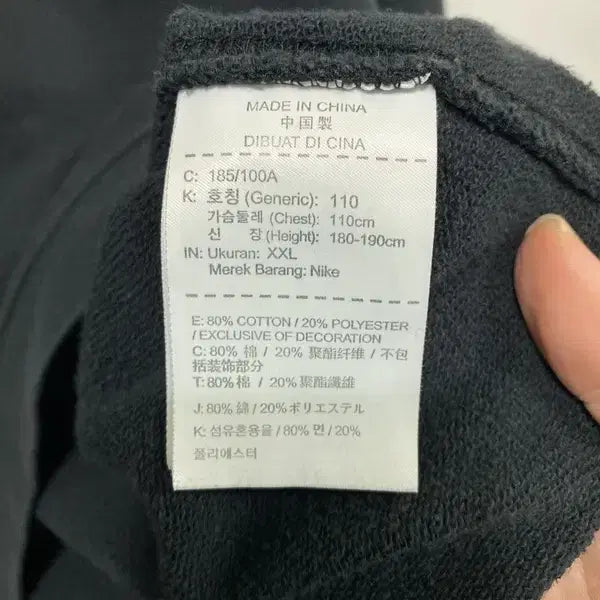 MADE IN CHINA
中国製
DIBUAT DI CINA
C: 185/100A
K: 호칭 (Generic): 110
가슴둘레 (Chest): 110cm
신 장 (Height): 180-190cm
IN: Ukuran: XXL
Merek Barang: Nike
E: 80% COTTON / 20% POLYESTER
/ EXCLUSIVE OF DECORATION
C: 80% 棉 / 20% 聚酯纤维 / 不包
括装饰部分
T: 80% 棉 / 20% 聚酯纖維
J: 80% 綿 / 20% ポリエステル
K: 섬유혼용율 / 80% 면 / 20%
폴리에스터